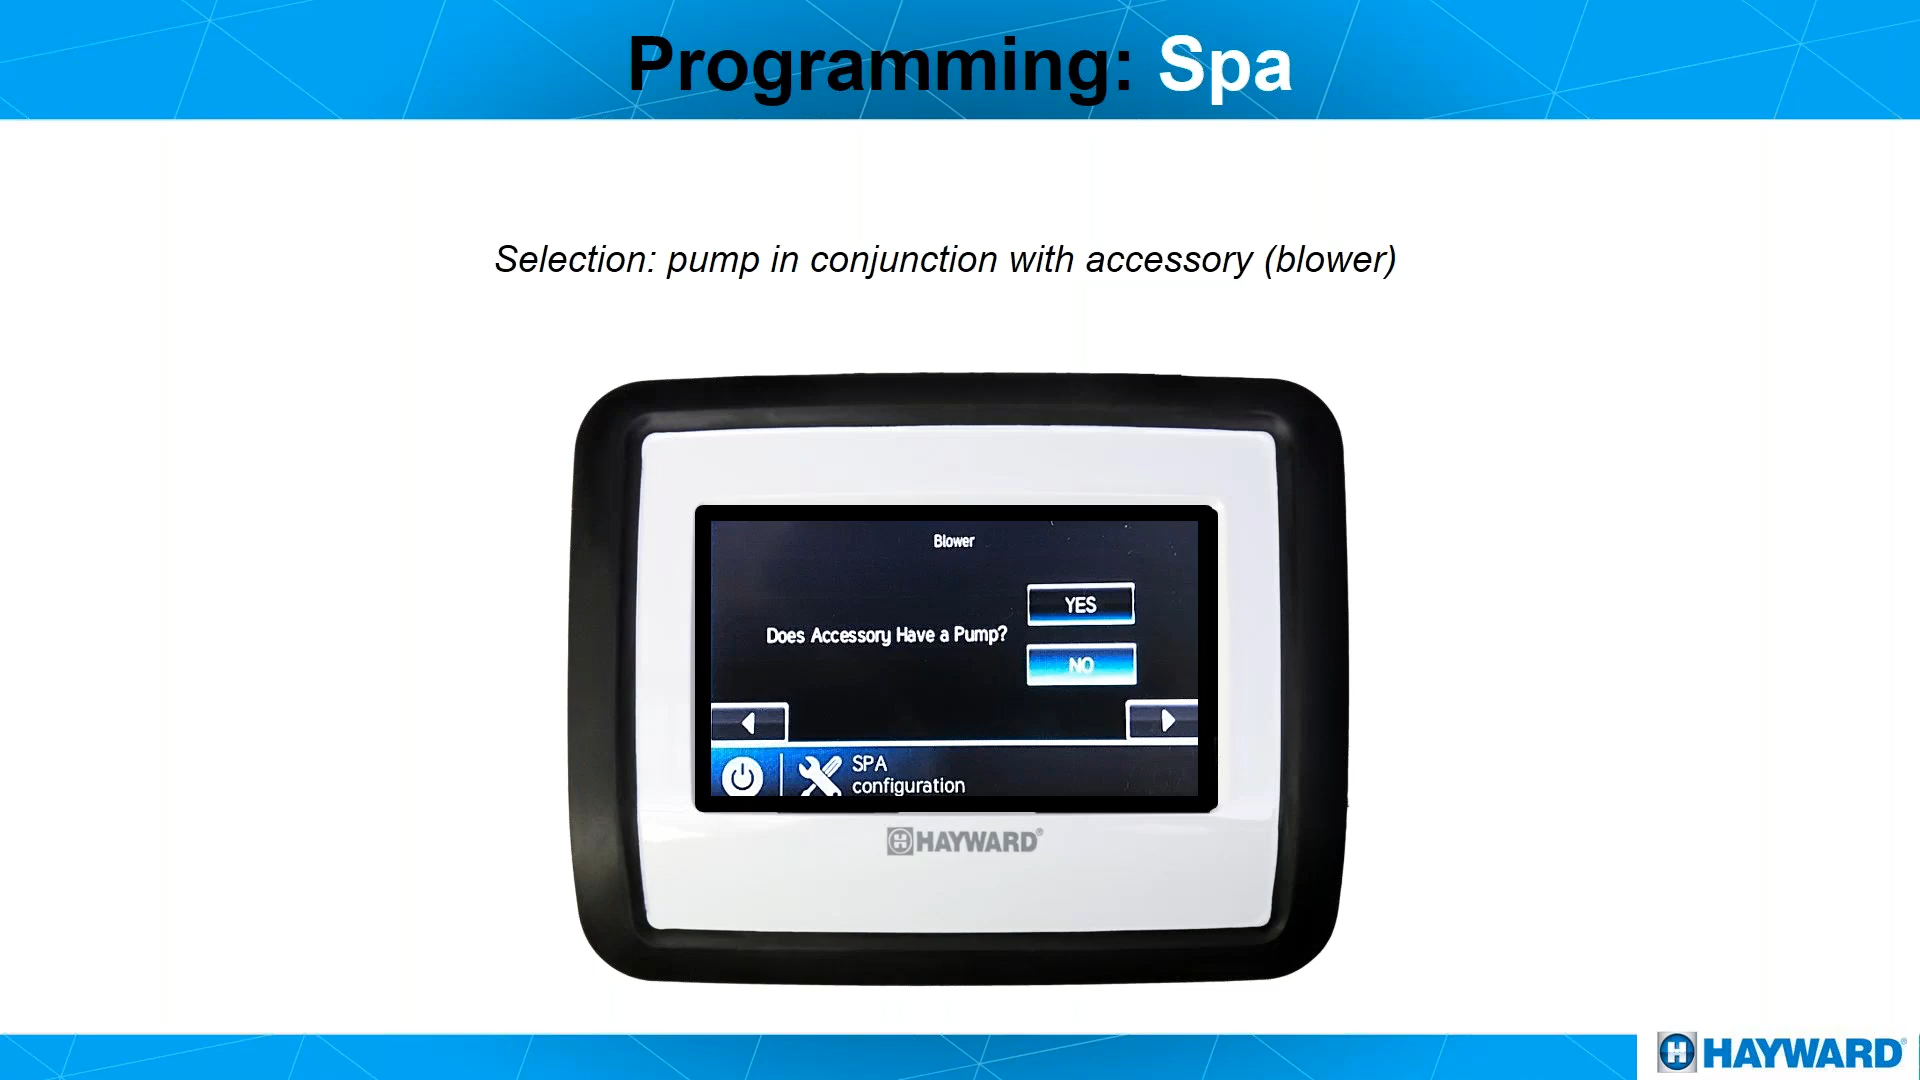 Programming: Spa
Selection: pump in conjunction with accessory (blower)
Blower
YES
Does Accessory Have a Pump?
NO
SPA
configuration
HAYWARD®
HAYWARD®